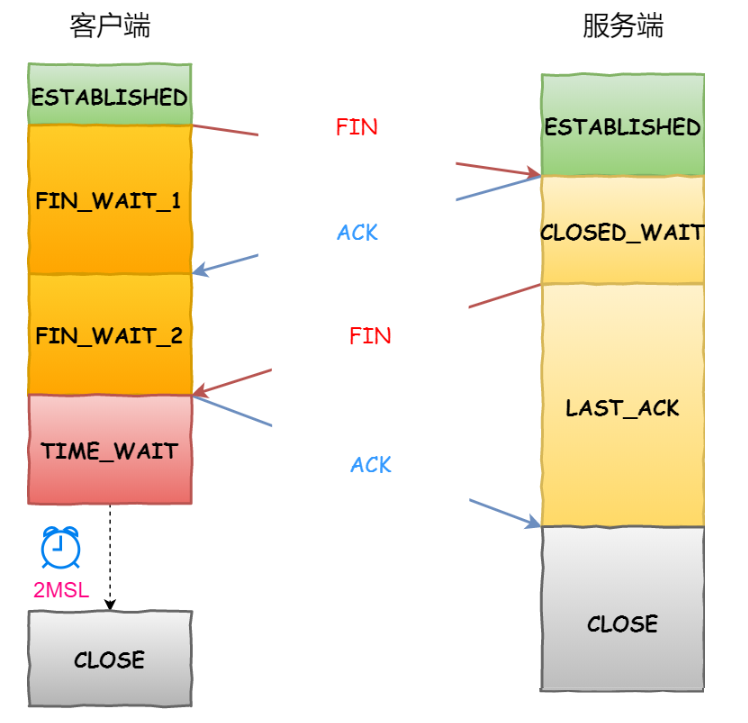 客户端
服务端
ESTABLISHED
FIN
ESTABLISHED
FIN_WAIT_1
ACK
CLOSED_WAIT
FIN_WAIT_2
FIN
LAST_ACK
TIME_WAIT
ACK
2MSL
CLOSE
CLOSE